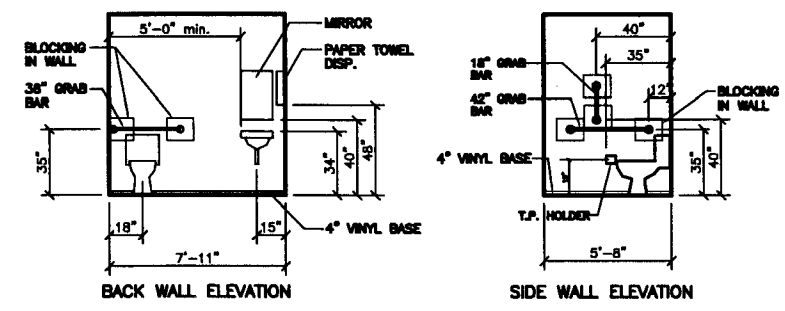 5'-0" min.
MIRROR
BLOCKING
IN WALL
PAPER TOWEL
DISP.
36" GRAB
BAR
35"
34"
40"
48"
18"
15"
4" VINYL BASE
7'-11"
BACK WALL ELEVATION
40"
35"
18" GRAB
BAR
12"
BLOCKING
IN WALL
42" GRAB
BAR
4" VINYL BASE
35"
40"
T.P. HOLDER
5'-8"
SIDE WALL ELEVATION